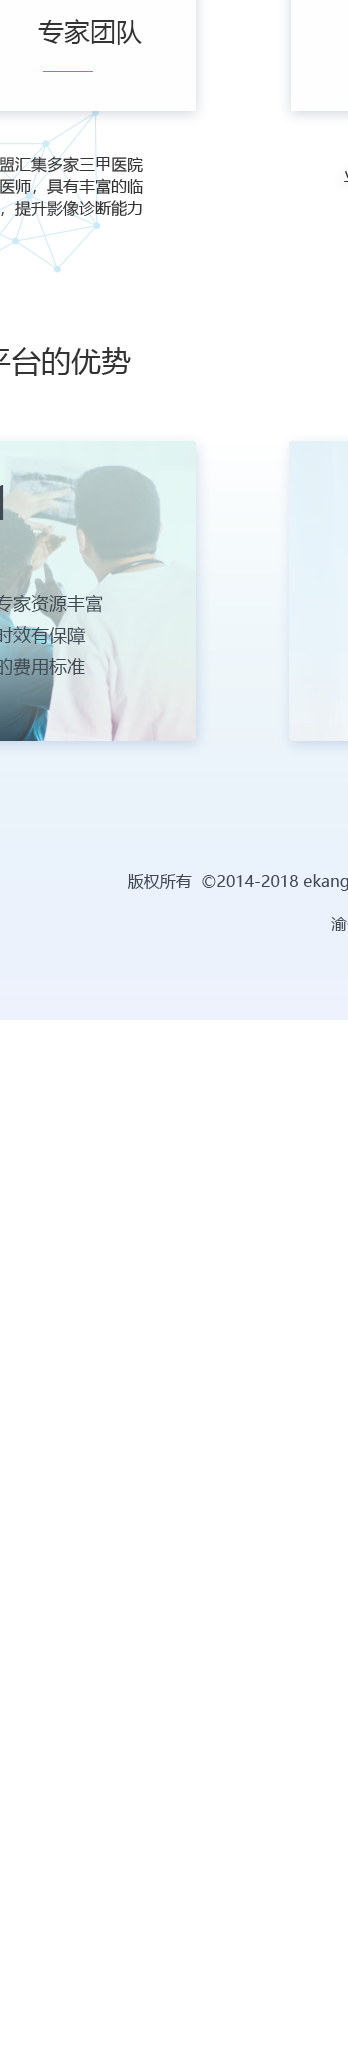 专家团队
盟汇集多家三甲医院
医师，具有丰富的临
，提升影像诊断能力
平台的优势
1
专家资源丰富
时效有保障
的费用标准
版权所有 ©2014-2018 ekang
渝